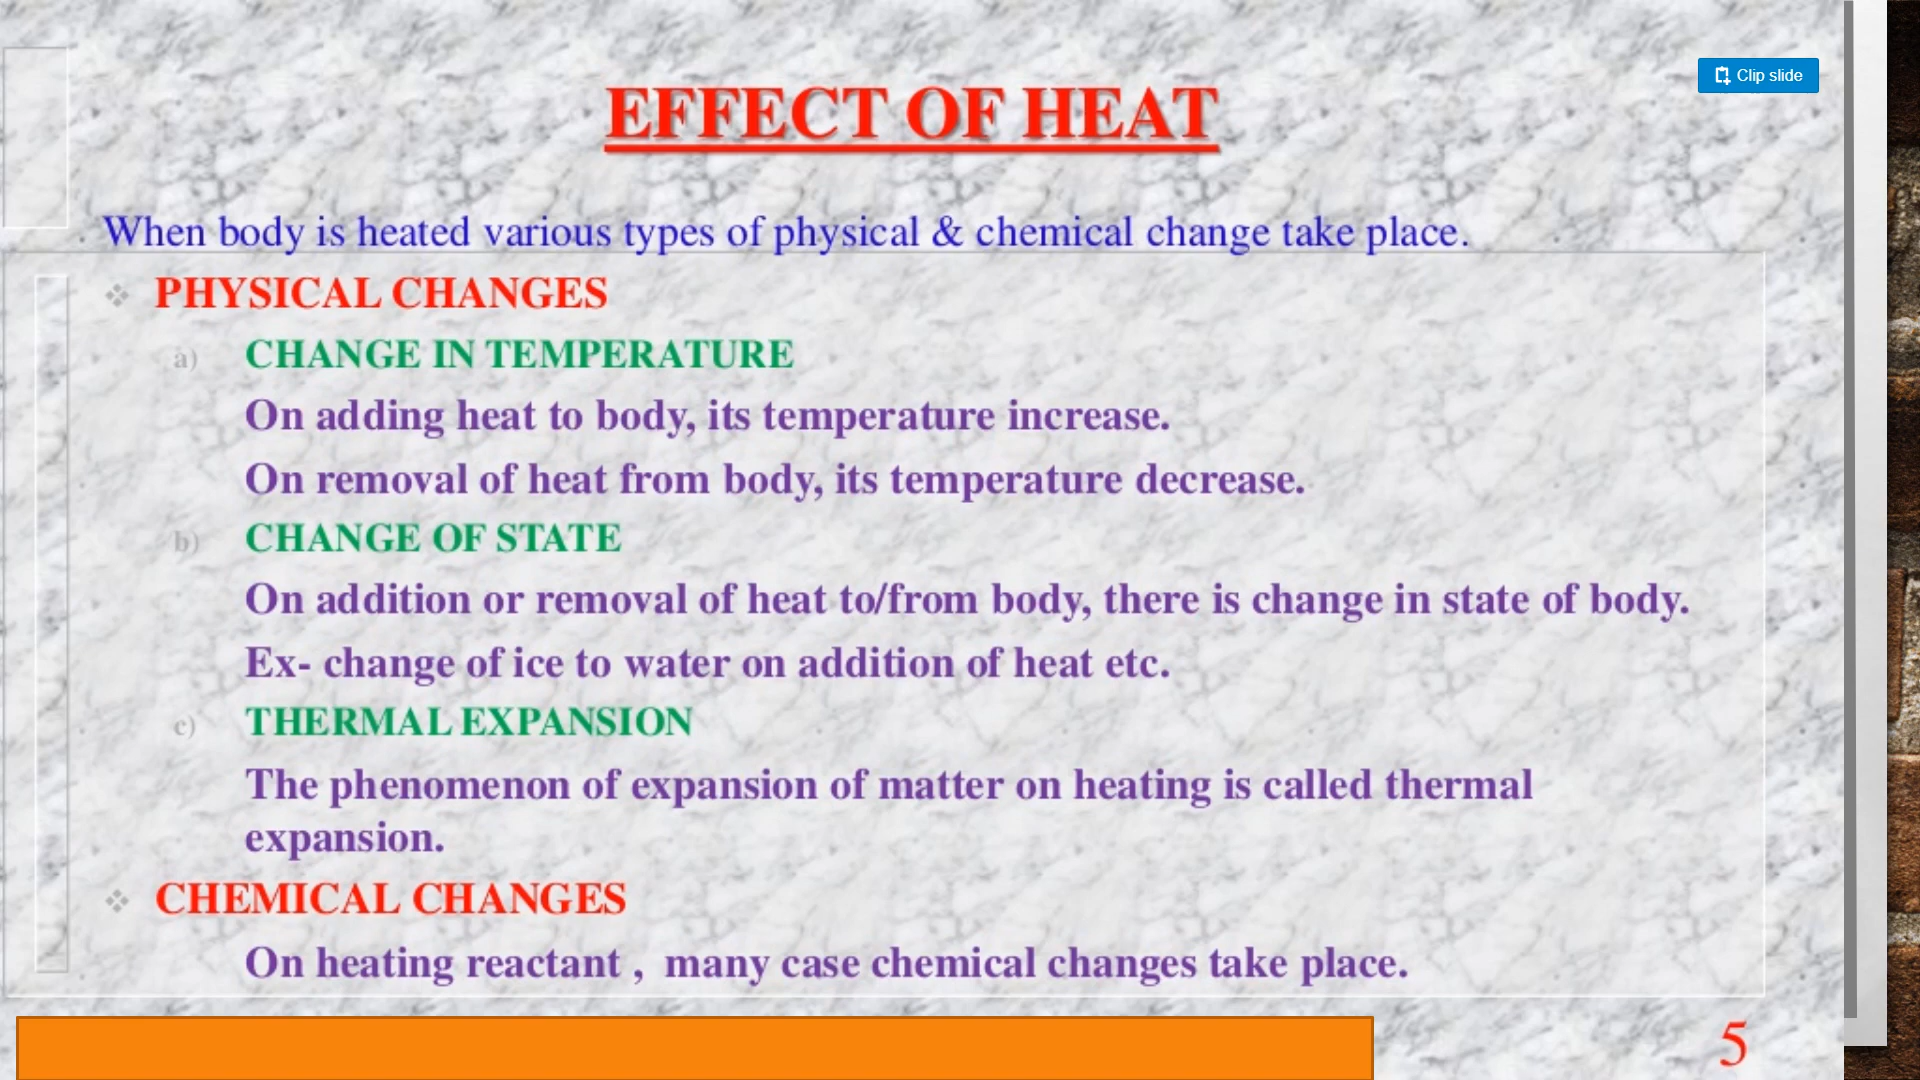 Clip slide
EFFECT OF HEAT
When body is heated various types of physical & chemical change take place.
❖ PHYSICAL CHANGES
a) CHANGE IN TEMPERATURE
On adding heat to body, its temperature increase.
On removal of heat from body, its temperature decrease.
b) CHANGE OF STATE
On addition or removal of heat to/from body, there is change in state of body.
Ex- change of ice to water on addition of heat etc.
c) THERMAL EXPANSION
The phenomenon of expansion of matter on heating is called thermal
expansion.
❖ CHEMICAL CHANGES
On heating reactant , many case chemical changes take place.
5